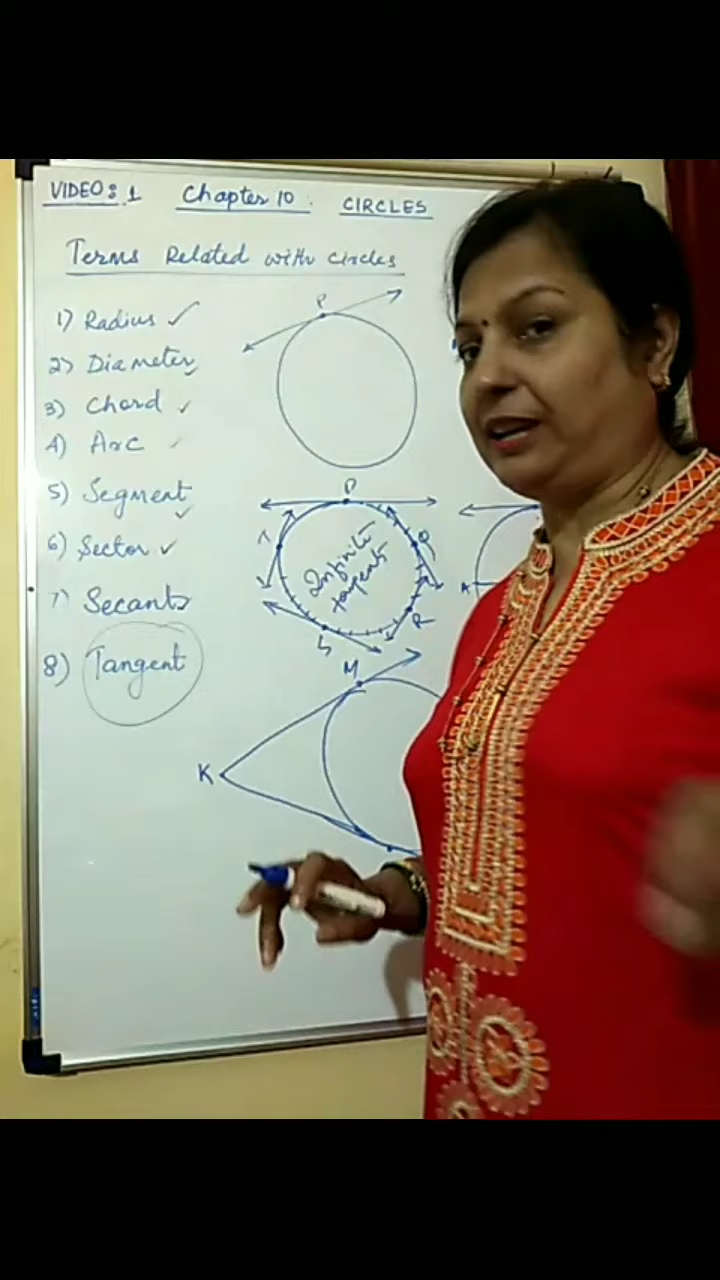 VIDEO: 1 Chapter 10: CIRCLES
Terms Related with circles
1) Radius ✓
2) Diameter ✓
3) Chord ✓
4) Arc ✓
5) Segment ✓
6) Sector ✓
7) Secants
8) Tangent
P
P
Q
R
S
T
Infinite
tangents
A
M
K